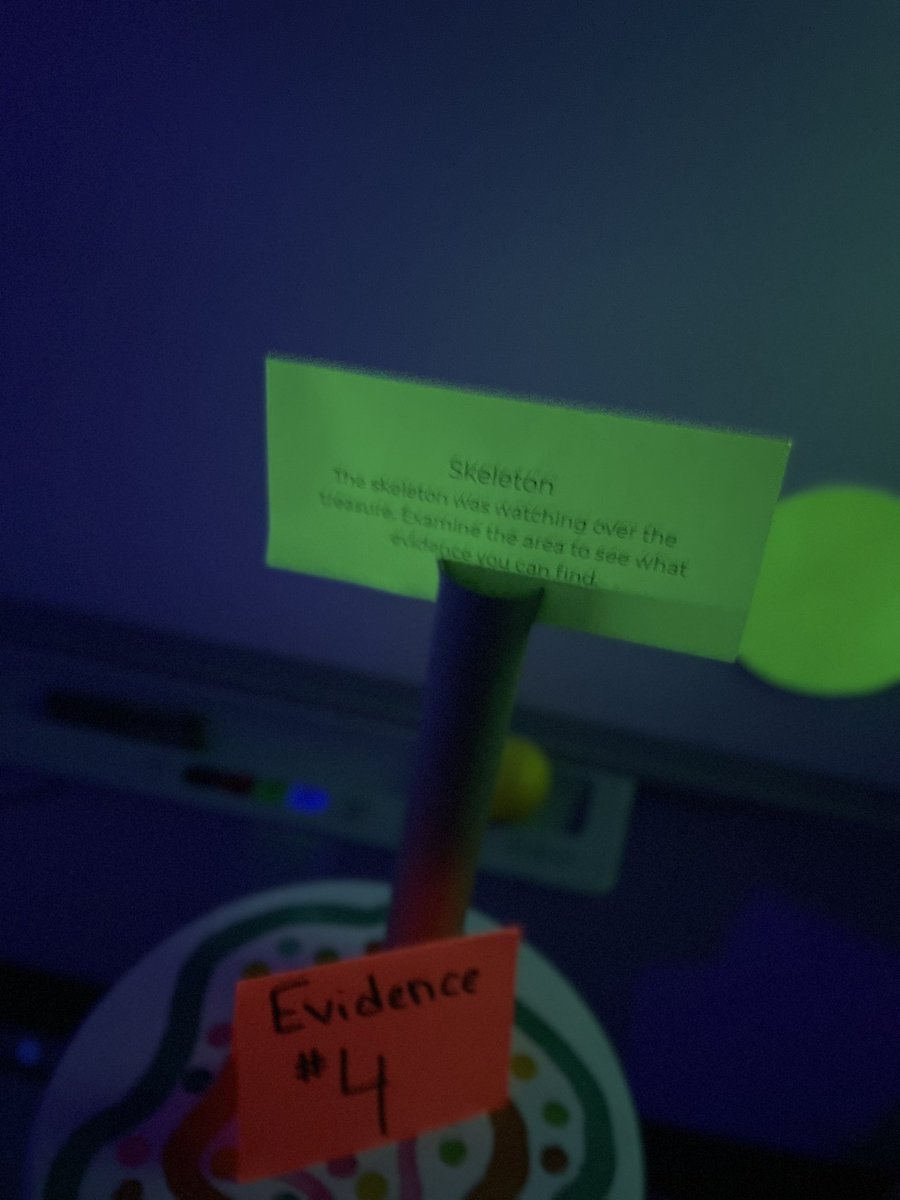 Skeleton
The skeleton was watching over the
treasure. Examine the area to see what
evidence you can find.
Evidence
#4